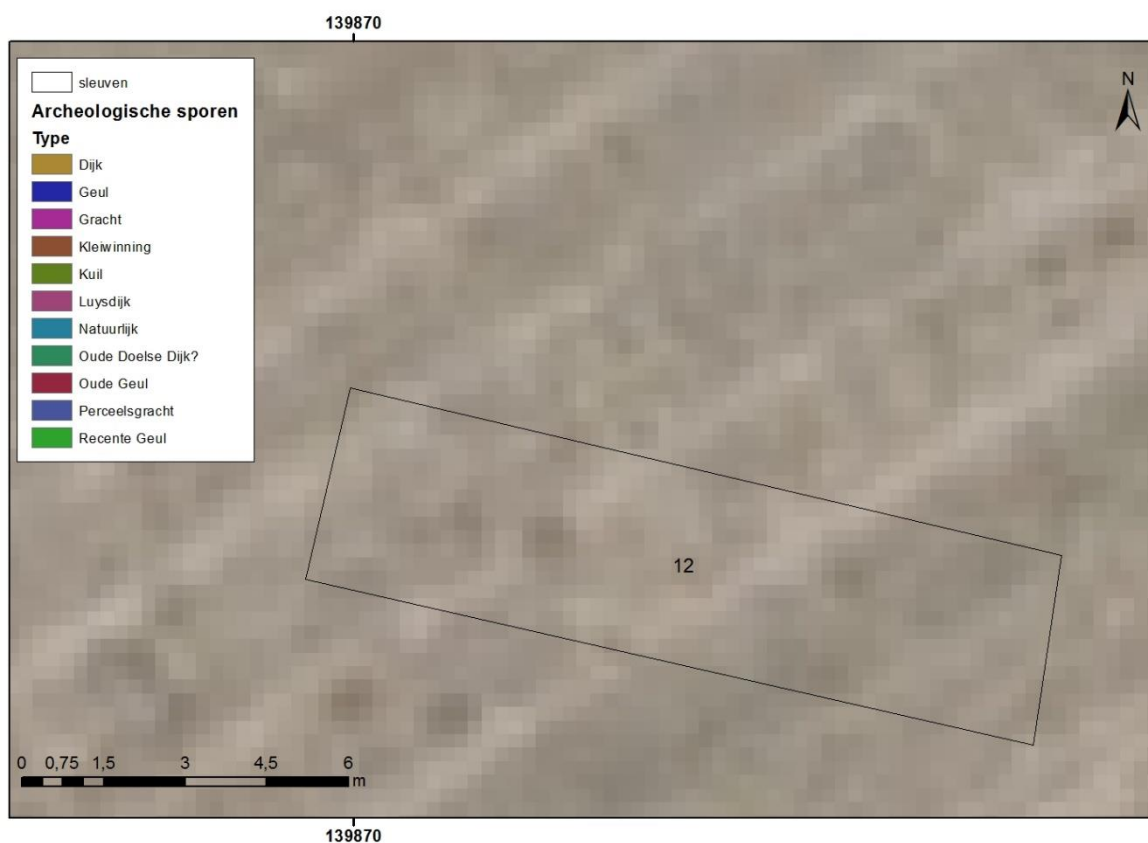 139870
sleuven
Archeologische sporen
Type
Dijk
Geul
Gracht
Kleiwinning
Kuil
Luysdijk
Natuurlijk
Oude Doelse Dijk?
Oude Geul
Perceelsgracht
Recente Geul
N
12
0 0,75 1,5 3 4,5 6
m
139870